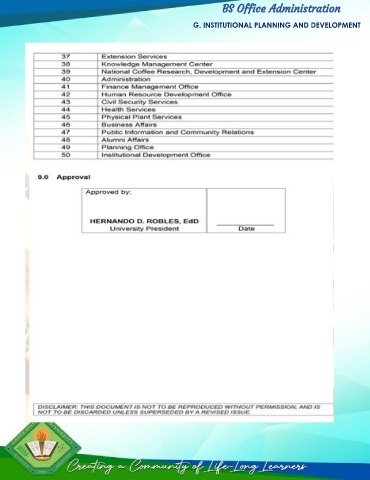 BS Office Administration
G. INSTITUTIONAL PLANNING AND DEVELOPMENT
37 Extension Services
38 Knowledge Management Center
39 National Coffee Research, Development and Extension Center
40 Administration
41 Finance Management Office
42 Human Resource Development Office
43 Civil Security Services
44 Health Services
45 Physical Plant Services
46 Business Affairs
47 Public Information and Community Relations
48 Alumni Affairs
49 Planning Office
50 Institutional Development Office
9.0 Approval
Approved by:
HERNANDO D. ROBLES, EdD
University President
Date
DISCLAIMER: THIS DOCUMENT IS NOT TO BE REPRODUCED WITHOUT PERMISSION, AND IS
NOT TO BE DISCARDED UNLESS SUPERSEDED BY A REVISED ISSUE.
Creating a Community of Life-Long Learners